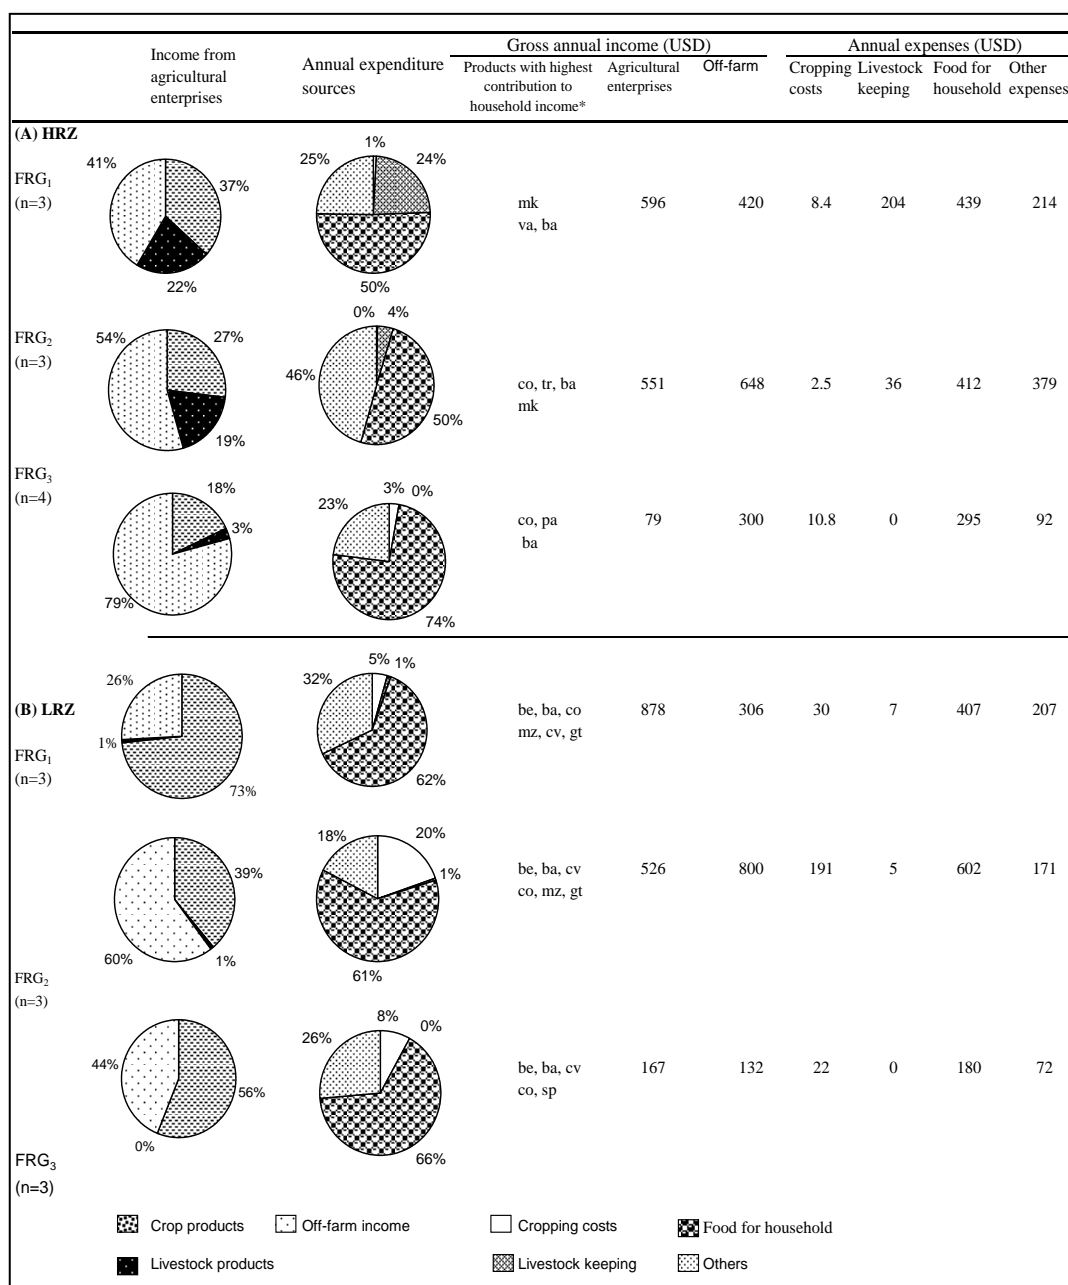 Gross annual income (USD) Annual expenses (USD)
Income from agricultural enterprises
Annual expenditure sources
Products with highest contribution to household income*
Agricultural enterprises
Off-farm
Cropping costs
Livestock keeping
Food for household
Other expenses
(A) HRZ
FRG1
(n=3)
41% 37% 22%
1% 25% 24% 50%
mk 596 420 8.4 204 439 214
va, ba
FRG2
(n=3)
54% 27% 19%
0% 4% 46% 50%
co, tr, ba 551 648 2.5 36 412 379
mk
FRG3
(n=4)
18% 3% 79%
3% 0% 23% 74%
co, pa 79 300 10.8 0 295 92
ba
(B) LRZ
FRG1
(n=3)
26% 1% 73%
5% 1% 32% 62%
be, ba, co 878 306 30 7 407 207
mz, cv, gt
39% 60% 1%
20% 18% 1% 61%
be, ba, cv 526 800 191 5 602 171
co, mz, gt
FRG2
(n=3)
44% 56% 0%
8% 0% 26% 66%
be, ba, cv 167 132 22 0 180 72
co, sp
FRG3
(n=3)
Crop products Off-farm income Cropping costs Food for household
Livestock products Livestock keeping Others